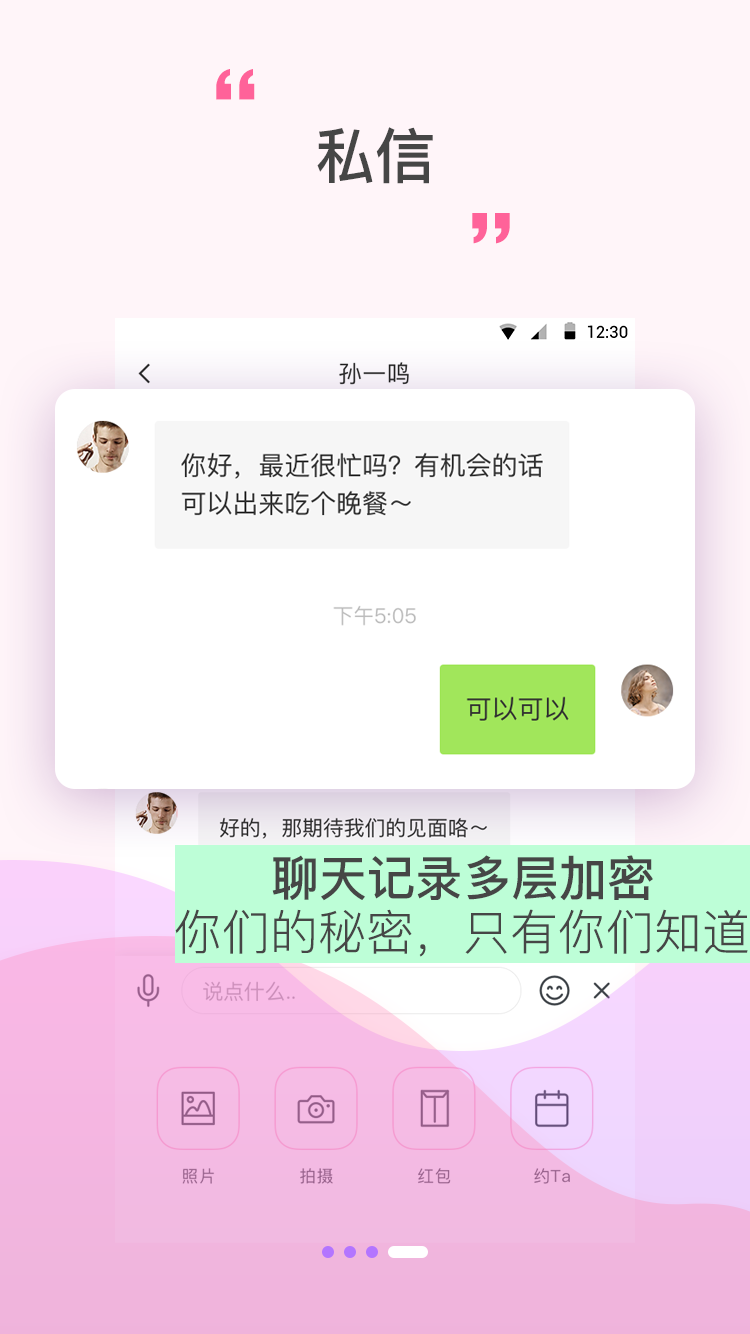 “
私信
”
12:30
孙一鸣
你好，最近很忙吗？有机会的话
可以出来吃个晚餐～
下午5:05
可以可以
好的，那期待我们的见面咯～
聊天记录多层加密
你们的秘密，只有你们知道
说点什么..
照片
拍摄
红包
约Ta